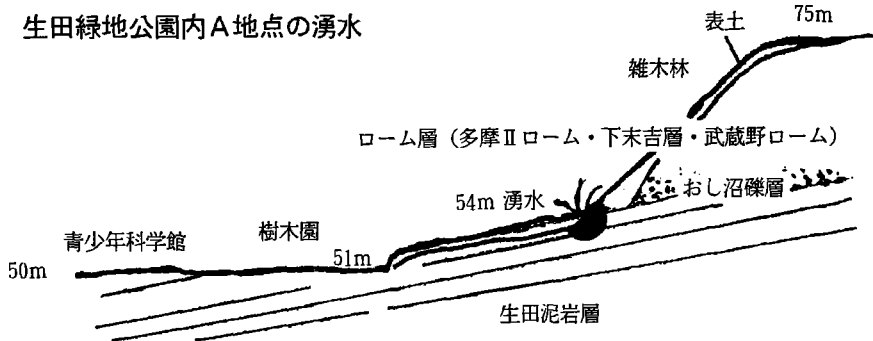 生田緑地公園内A地点の湧水
75m
表土
雑木林
ローム層（多摩Ⅱローム・下末吉層・武蔵野ローム）
おし沼礫層
54m 湧水
樹木園
青少年科学館
51m
50m
生田泥岩層